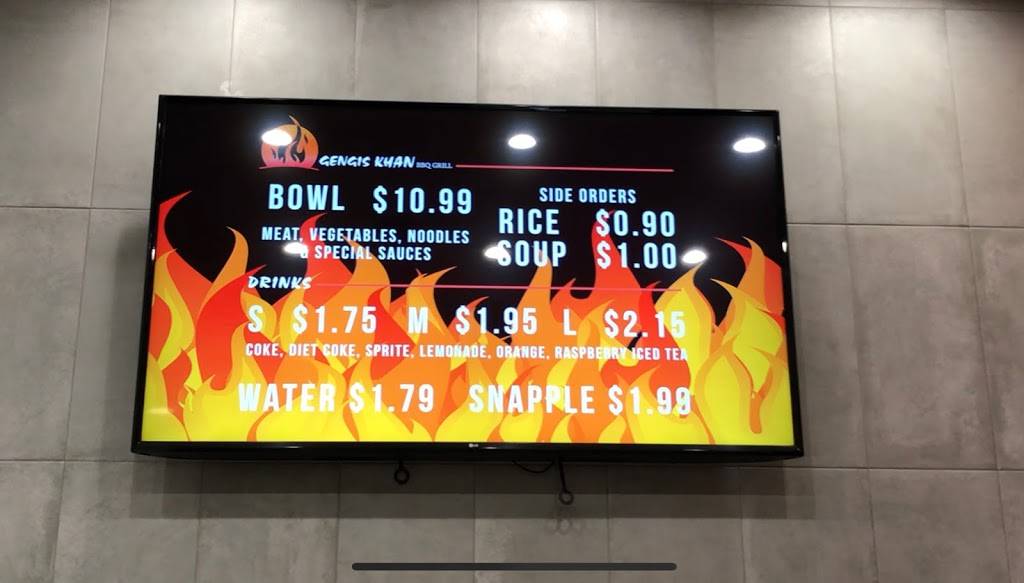 GENGIS KHAN BBQ GRILL
BOWL $10.99
MEAT, VEGETABLES, NOODLES
& SPECIAL SAUCES
SIDE ORDERS
RICE $0.90
SOUP $1.00
DRINKS
S $1.75 M $1.95 L $2.15
COKE, DIET COKE, SPRITE, LEMONADE, ORANGE, RASPBERRY ICED TEA
WATER $1.79 SNAPPLE $1.99
LG